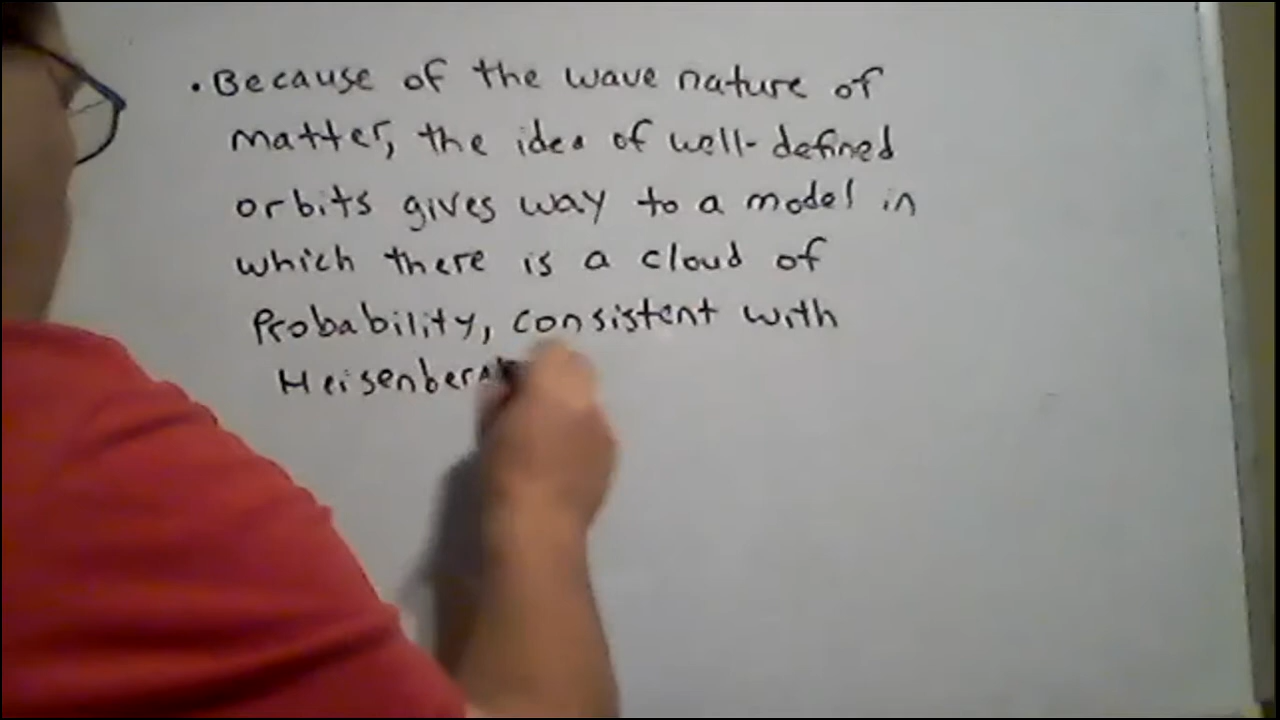 • Because of the wave nature of
matter, the idea of well-defined
orbits gives way to a model in
which there is a cloud of
Probability, consistent with